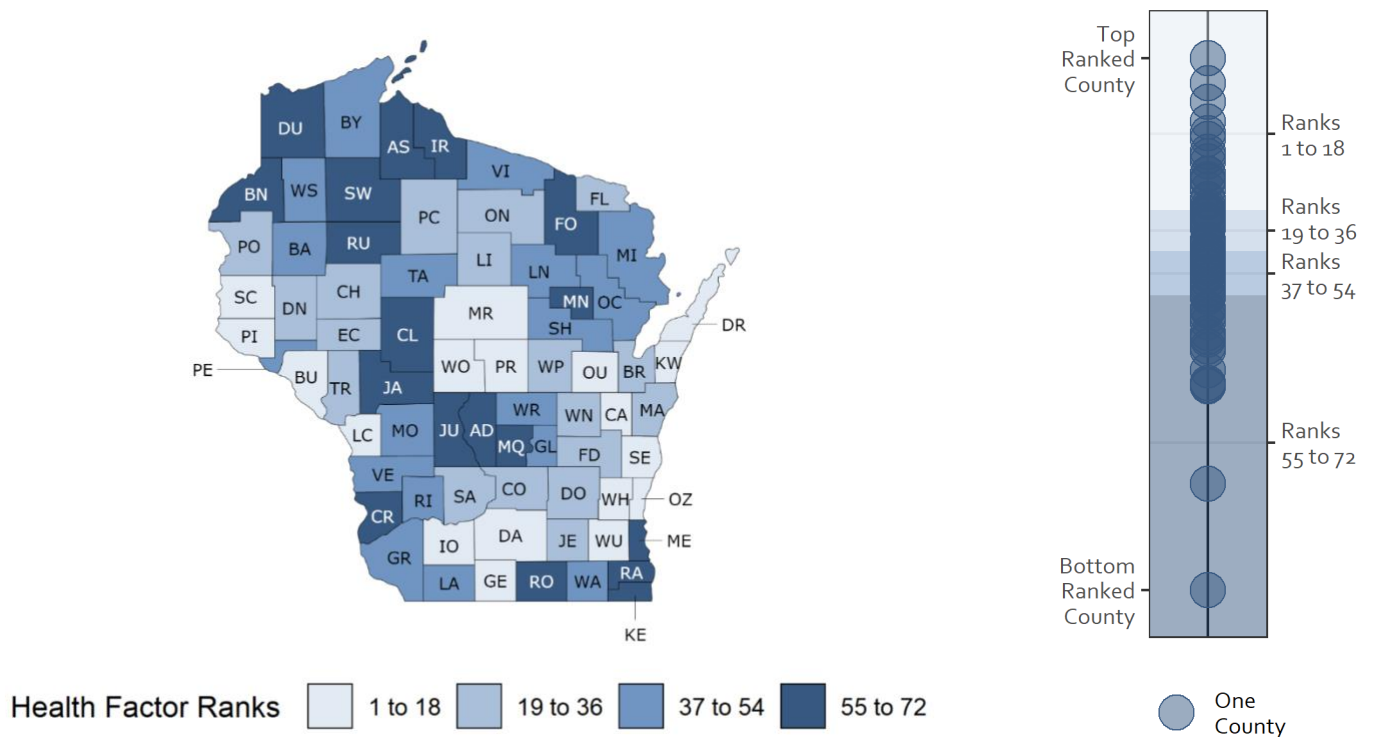 DU
BY
AS
IR
VI
BN
WS
SW
PC
ON
FL
FO
PO
BA
RU
LI
MI
TA
LN
SC
DN
CH
MN
OC
MR
DR
PI
EC
CL
SH
PE
BU
TR
JA
WO
PR
WP
OU
BR
KW
LC
MO
JU
AD
WR
WN
CA
MA
MQ
GL
FD
SE
VE
RI
SA
CO
DO
WH
OZ
CR
GR
IO
DA
JE
WU
ME
LA
GE
RO
WA
RA
KE
Health Factor Ranks
1 to 18
19 to 36
37 to 54
55 to 72
Top
Ranked
County
Ranks
1 to 18
Ranks
19 to 36
Ranks
37 to 54
Ranks
55 to 72
Bottom
Ranked
County
One
County